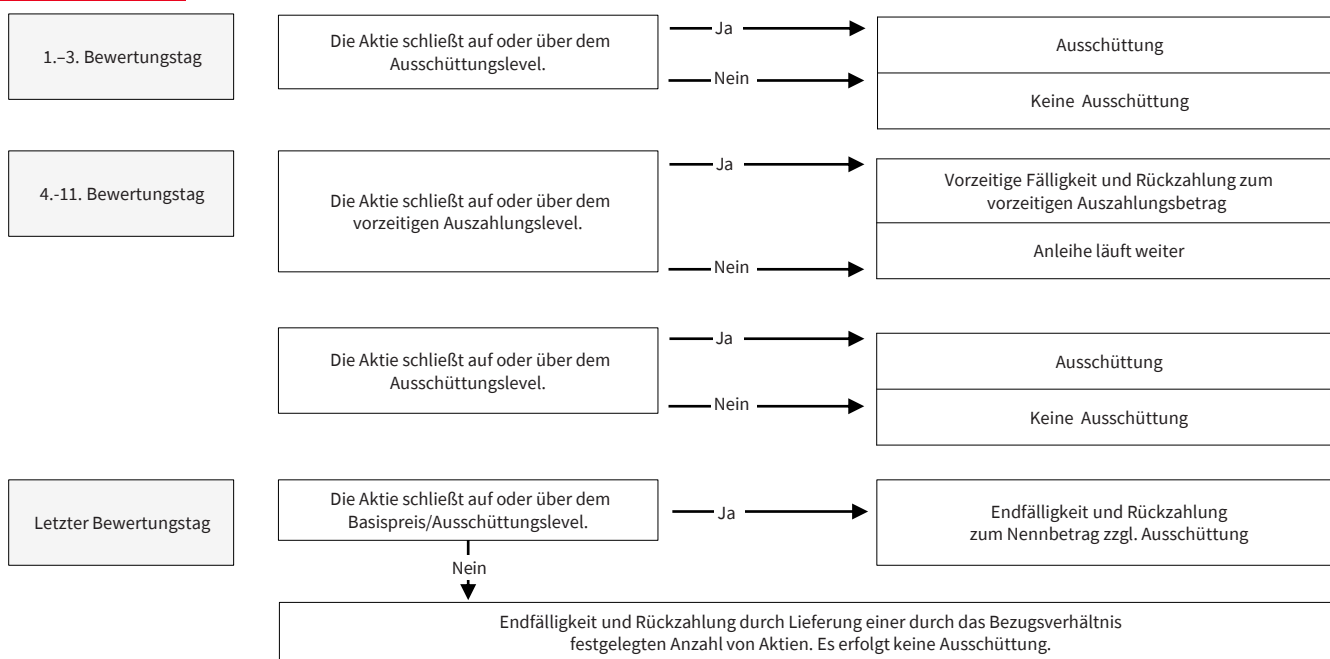 1.–3. Bewertungstag
Die Aktie schließt auf oder über dem
Ausschüttungslevel.
Ja
Nein
Ausschüttung
Keine Ausschüttung
4.-11. Bewertungstag
Die Aktie schließt auf oder über dem
vorzeitigen Auszahlungslevel.
Ja
Nein
Vorzeitige Fälligkeit und Rückzahlung zum
vorzeitigen Auszahlungsbetrag
Anleihe läuft weiter
Die Aktie schließt auf oder über dem
Ausschüttungslevel.
Ja
Nein
Ausschüttung
Keine Ausschüttung
Letzter Bewertungstag
Die Aktie schließt auf oder über dem
Basispreis/Ausschüttungslevel.
Ja
Endfälligkeit und Rückzahlung
zum Nennbetrag zzgl. Ausschüttung
Nein
Endfälligkeit und Rückzahlung durch Lieferung einer durch das Bezugsverhältnis
festgelegten Anzahl von Aktien. Es erfolgt keine Ausschüttung.